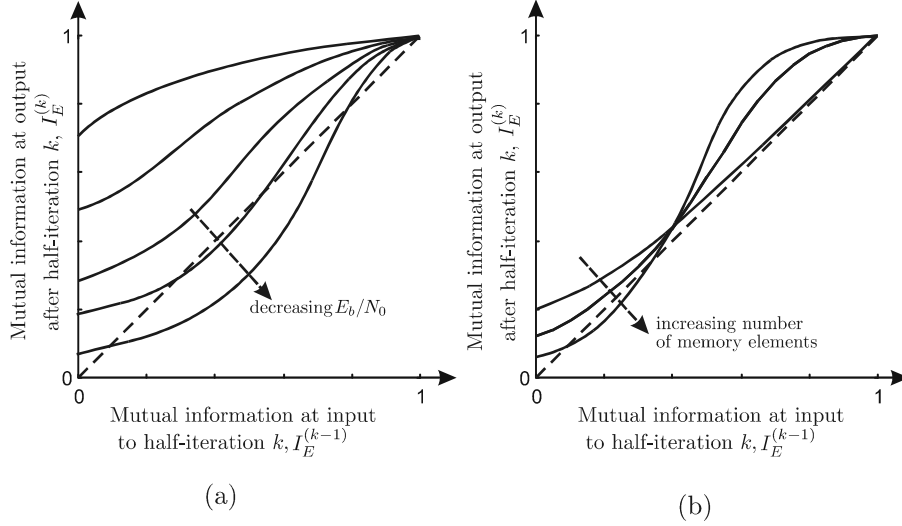 Mutual information at output
after half-iteration k, I_E^{(k)}
1
0
decreasing E_b/N_0
0
1
Mutual information at input
to half-iteration k, I_E^{(k−1)}
(a)
Mutual information at output
after half-iteration k, I_E^{(k)}
1
0
increasing number
of memory elements
0
1
Mutual information at input
to half-iteration k, I_E^{(k−1)}
(b)